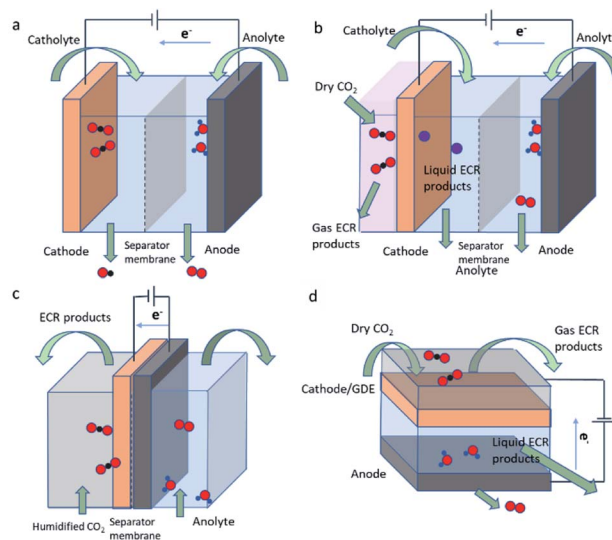 a
Catholyte
e-
Anolyte
Cathode
Separator
membrane
Anode
b
Catholyte
e-
Anolyte
Dry CO2
Liquid ECR
products
Gas ECR
products
Cathode
Separator
membrane
Anolyte
Anode
c
ECR products
e-
Humidified CO2
Separator
membrane
Anolyte
d
Dry CO2
Gas ECR
products
Cathode/GDE
e-
Liquid ECR
products
Anode